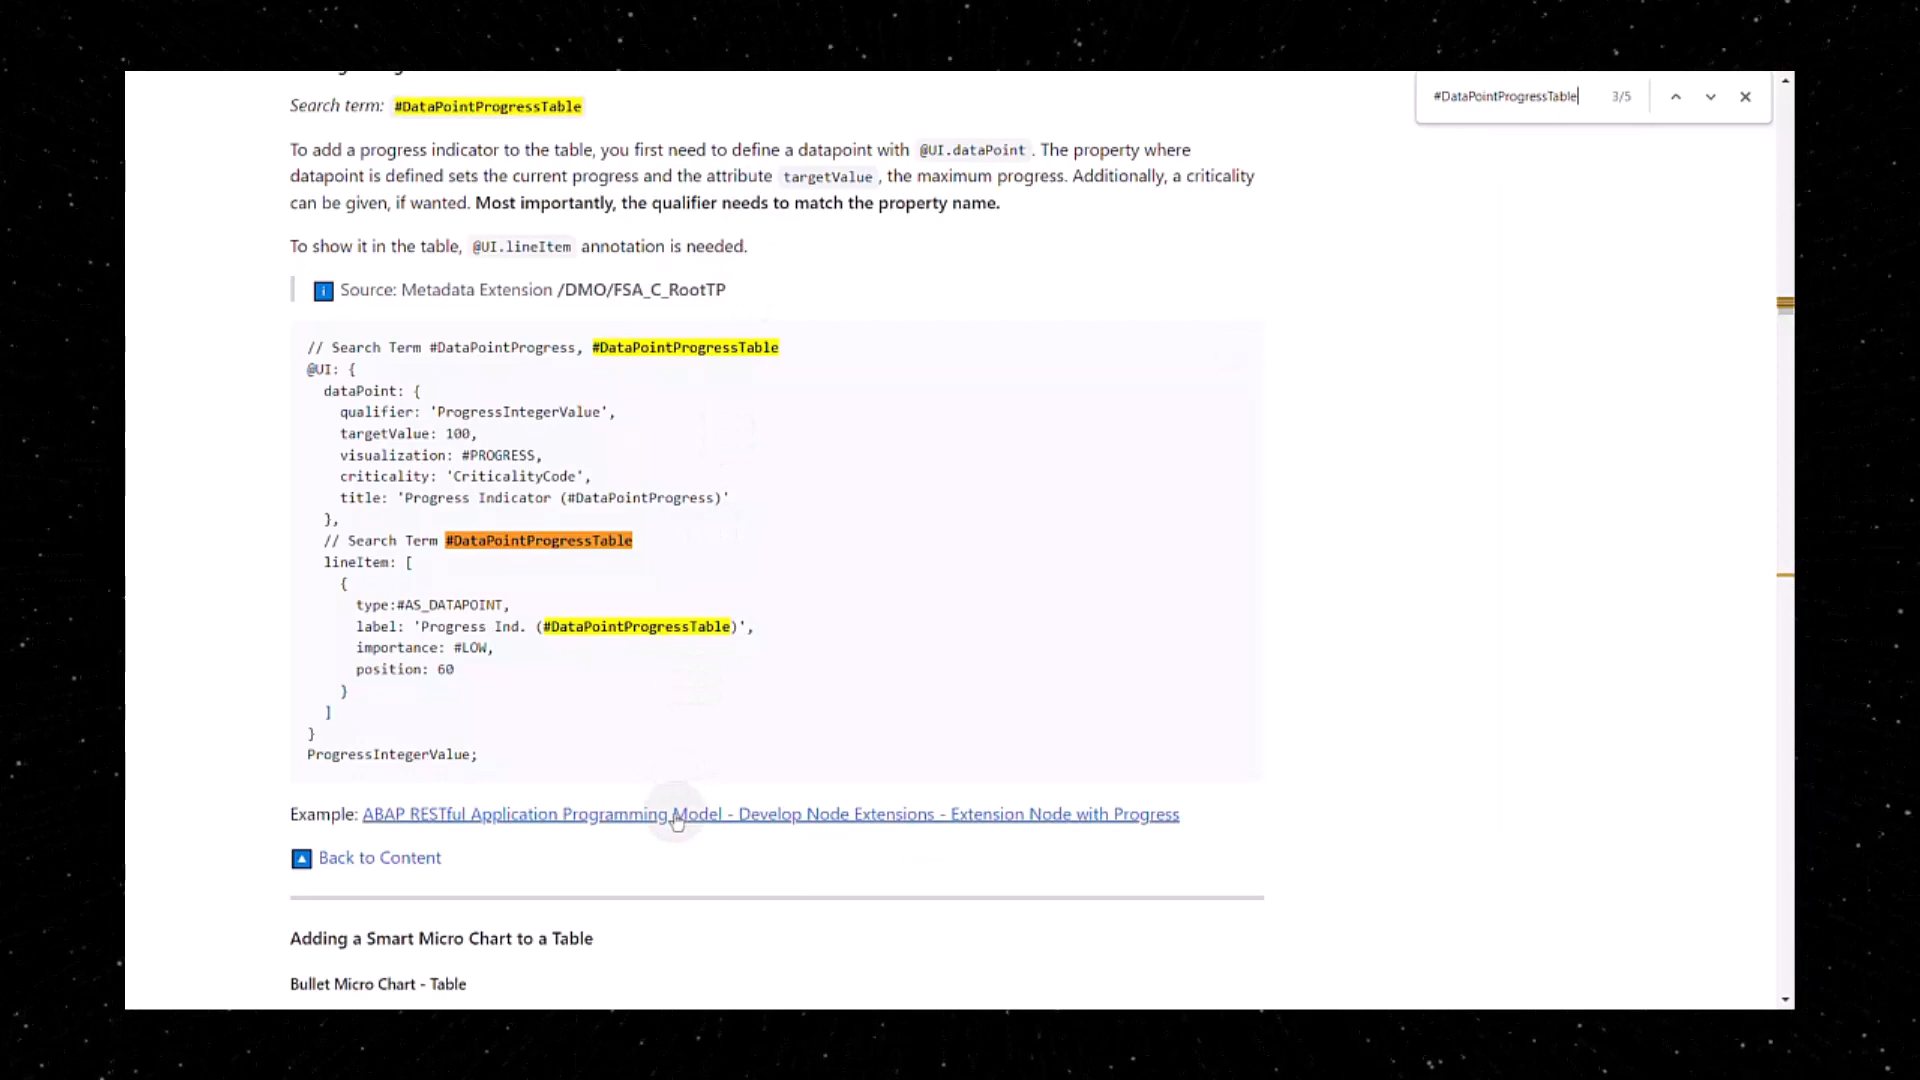 Search term: #DataPointProgressTable
#DataPointProgressTable 3/5
To add a progress indicator to the table, you first need to define a datapoint with @UI.dataPoint. The property where
datapoint is defined sets the current progress and the attribute targetValue, the maximum progress. Additionally, a criticality
can be given, if wanted. Most importantly, the qualifier needs to match the property name.
To show it in the table, @UI.lineItem annotation is needed.
i Source: Metadata Extension /DMO/FSA_C_RootTP
// Search Term #DataPointProgress, #DataPointProgressTable
@UI: {
  dataPoint: {
    qualifier: 'ProgressIntegerValue',
    targetValue: 100,
    visualization: #PROGRESS,
    criticality: 'CriticalityCode',
    title: 'Progress Indicator (#DataPointProgress)'
  },
  // Search Term #DataPointProgressTable
  lineItem: [
    {
      type:#AS_DATAPOINT,
      label: 'Progress Ind. (#DataPointProgressTable)',
      importance: #LOW,
      position: 60
    }
  ]
}
ProgressIntegerValue;
Example: ABAP RESTful Application Programming Model - Develop Node Extensions - Extension Node with Progress
Back to Content
Adding a Smart Micro Chart to a Table
Bullet Micro Chart - Table